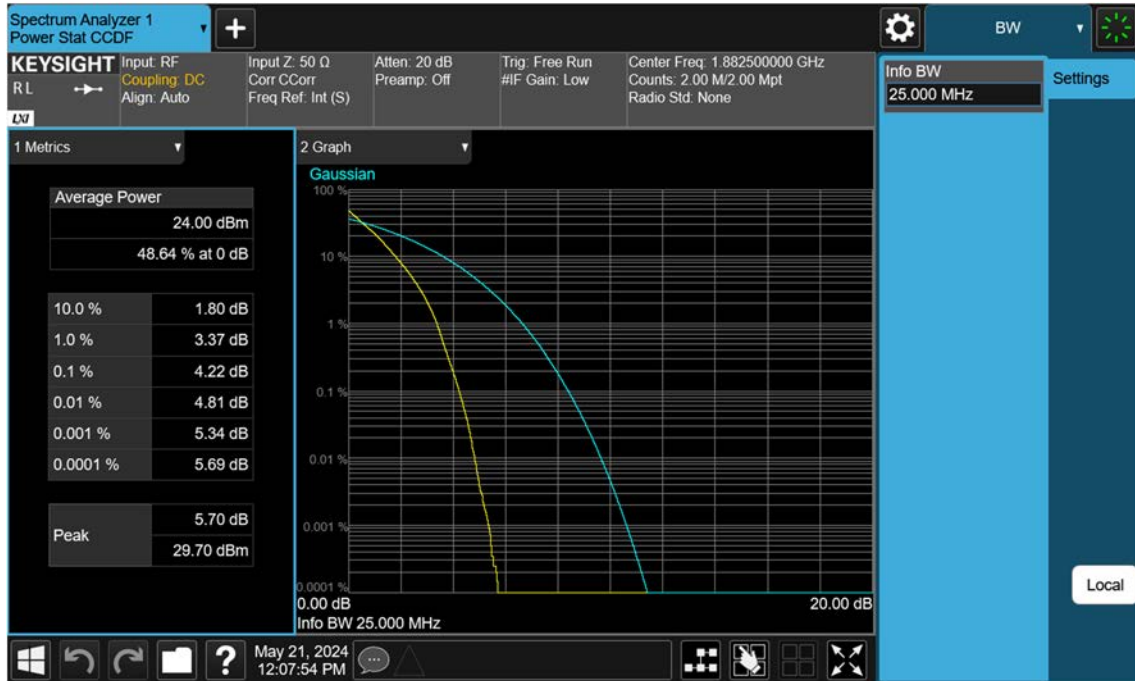 Spectrum Analyzer 1
Power Stat CCDF
BW
KEYSIGHT
R L
LXI
Input: RF
Coupling: DC
Align: Auto
Input Z: 50 Ω
Corr CCorr
Freq Ref: Int (S)
Atten: 20 dB
Preamp: Off
Trig: Free Run
#IF Gain: Low
Center Freq: 1.882500000 GHz
Counts: 2.00 M/2.00 Mpt
Radio Std: None
Info BW
25.000 MHz
Settings
1 Metrics
Average Power
24.00 dBm
48.64 % at 0 dB
10.0 % 1.80 dB
1.0 % 3.37 dB
0.1 % 4.22 dB
0.01 % 4.81 dB
0.001 % 5.34 dB
0.0001 % 5.69 dB
Peak
5.70 dB
29.70 dBm
2 Graph
Gaussian
100 %
10 %
1 %
0.1 %
0.01 %
0.001 %
0.0001 %
0.00 dB 20.00 dB
Info BW 25.000 MHz
Local
?
May 21, 2024
12:07:54 PM